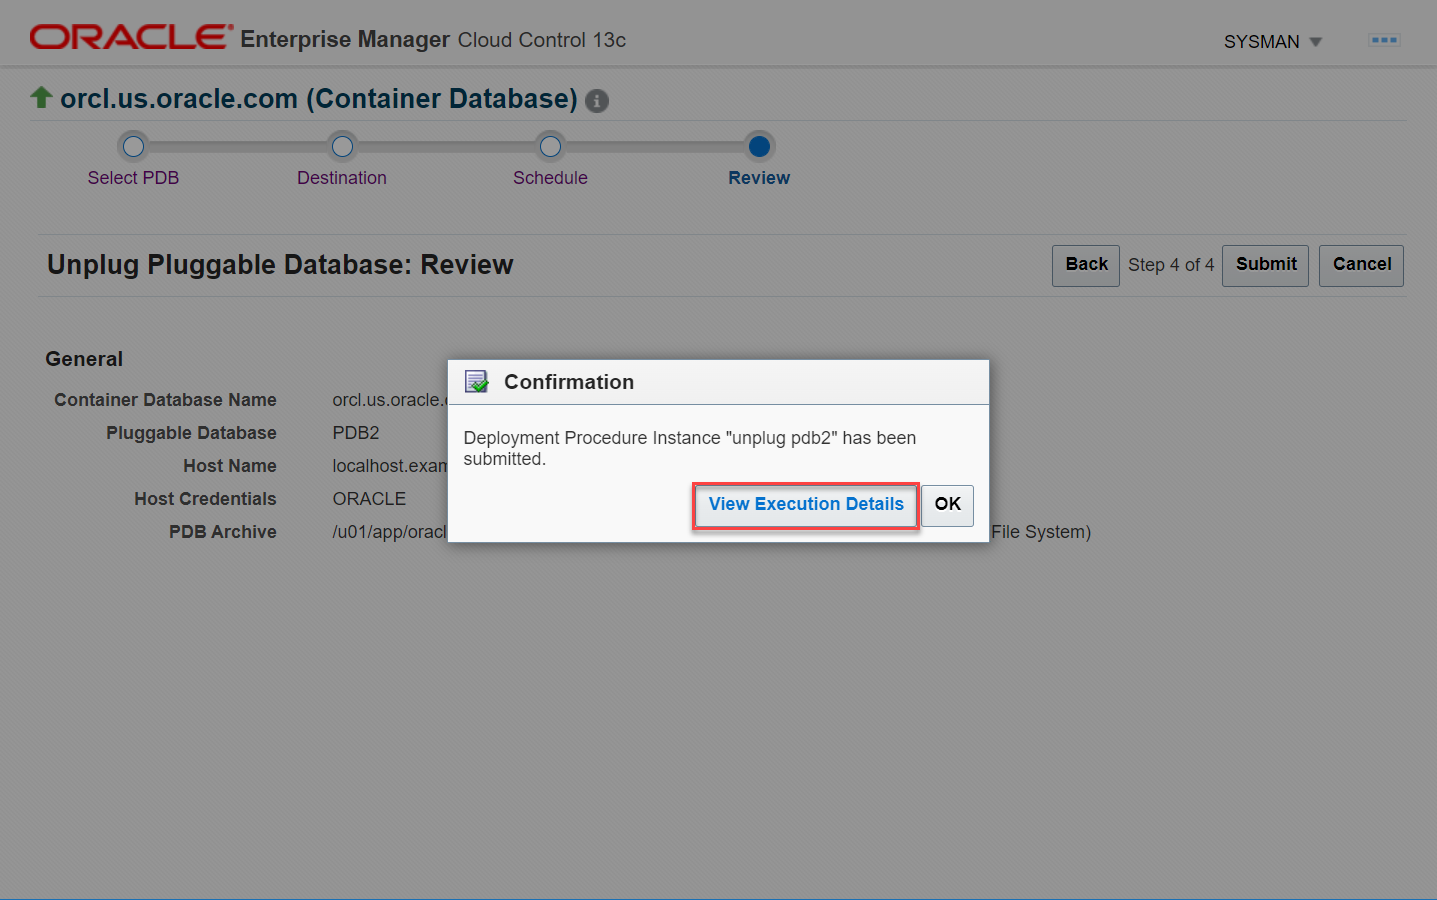 ORACLE Enterprise Manager Cloud Control 13c
SYSMAN
orcl.us.oracle.com (Container Database)
Select PDB
Destination
Schedule
Review
Unplug Pluggable Database: Review
Back Step 4 of 4 Submit Cancel
General
Container Database Name orcl.us.oracle.
Pluggable Database PDB2
Host Name localhost.exam
Host Credentials ORACLE
PDB Archive /u01/app/oracl File System)
Confirmation
Deployment Procedure Instance "unplug pdb2" has been
submitted.
View Execution Details OK